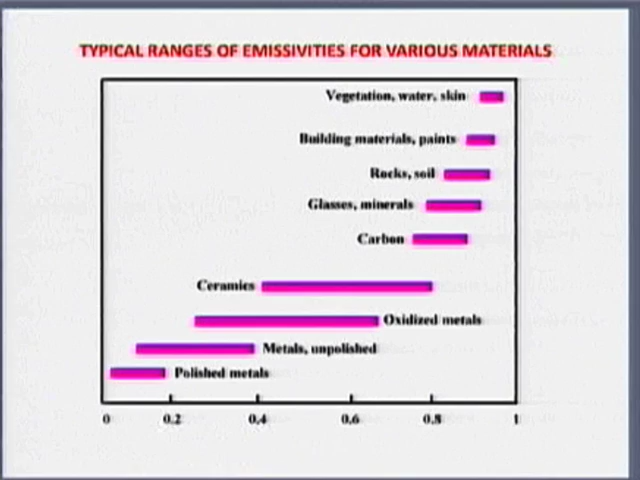 TYPICAL RANGES OF EMISSIVITIES FOR VARIOUS MATERIALS
Vegetation, water, skin
Building materials, paints
Rocks, soil
Glasses, minerals
Carbon
Ceramics
Oxidized metals
Metals, unpolished
Polished metals
0 0.2 0.4 0.6 0.8 1